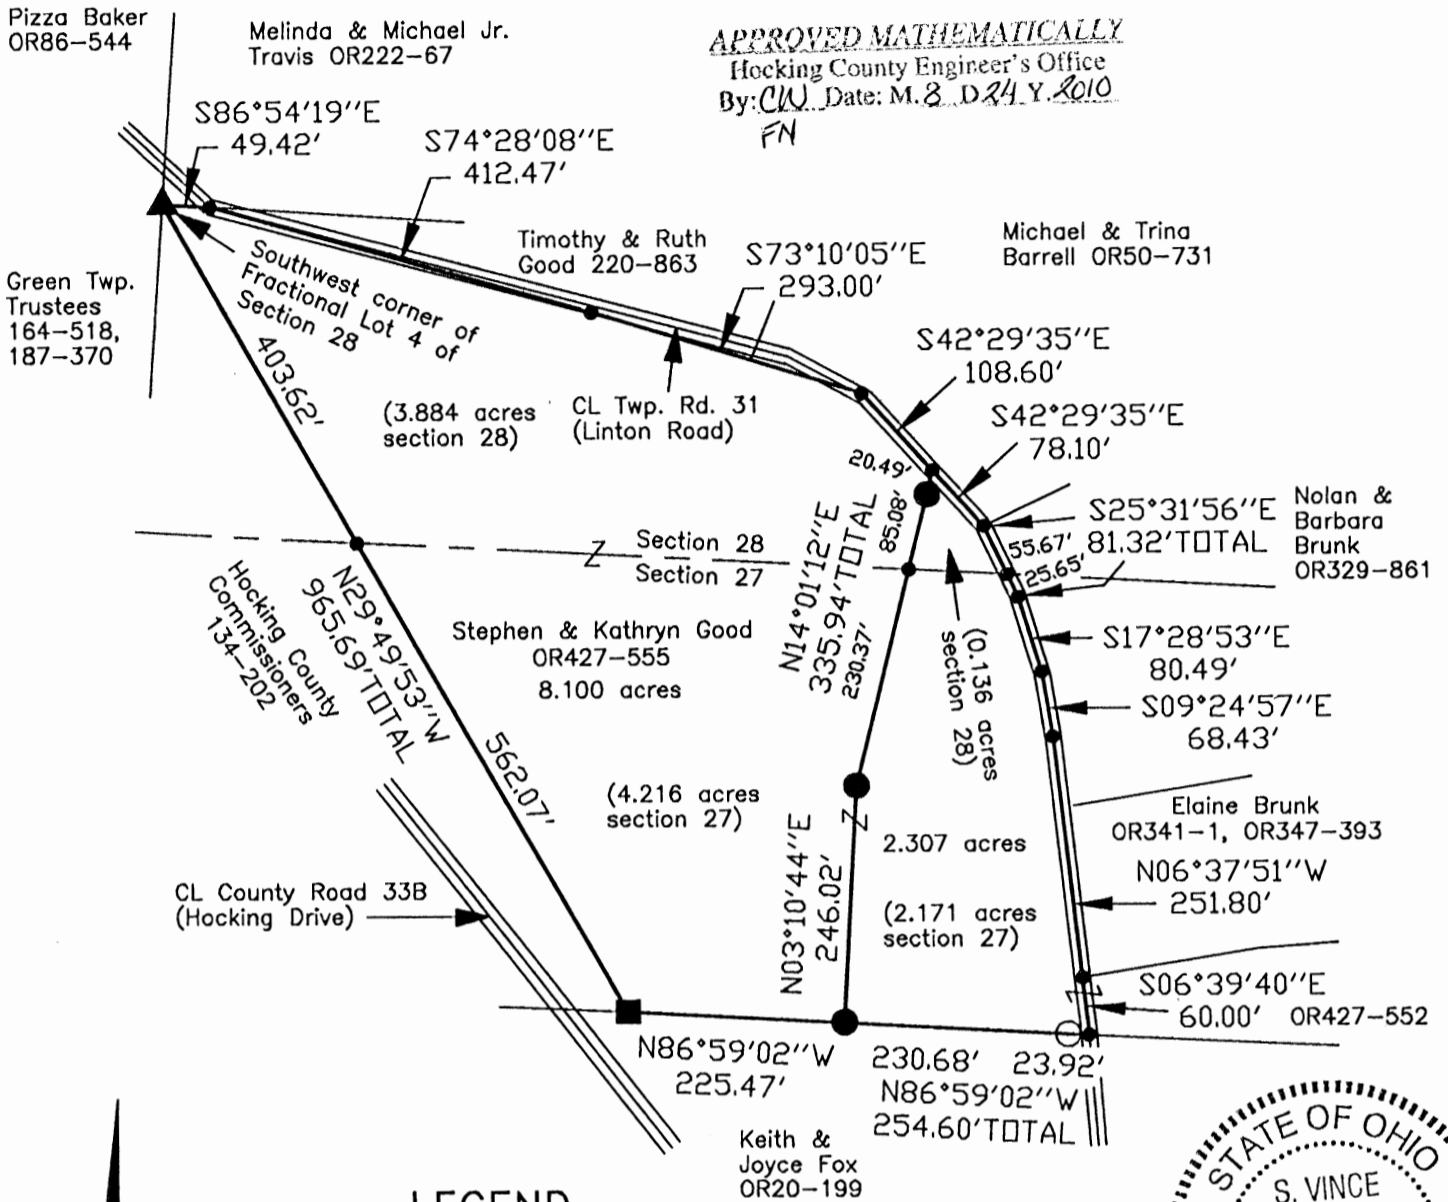 Pizza Baker
OR86-544
Melinda & Michael Jr.
Travis OR222-67
APPROVED MATHEMATICALLY
Hocking County Engineer's Office
By: CW Date: M. 8 D 24 Y. 2010
FN
S86°54'19''E
49.42'
S74°28'08''E
412.47'
Timothy & Ruth
Good 220-863
S73°10'05''E
293.00'
Michael & Trina
Barrell OR50-731
Green Twp.
Trustees
164-518,
187-370
Southwest corner of
Fractional Lot 4 of
Section 28
403.62'
(3.884 acres
section 28)
CL Twp. Rd. 31
(Linton Road)
S42°29'35''E
108.60'
S42°29'35''E
78.10'
20.49'
85.08'
N14°01'12''E
335.94'TOTAL
230.37'
S25°31'56''E
81.32'TOTAL
55.67'
25.65'
Nolan &
Barbara
Brunk
OR329-861
Z
Section 28
Section 27
Hocking County
Commissioners
134-202
N29°49'53''W
965.69'TOTAL
562.07'
Stephen & Kathryn Good
OR427-555
8.100 acres
(0.136 acres
section 28)
S17°28'53''E
80.49'
S09°24'57''E
68.43'
(4.216 acres
section 27)
Elaine Brunk
OR341-1, OR347-393
2.307 acres
N06°37'51''W
251.80'
CL County Road 33B
(Hocking Drive)
N03°10'44''E
246.02'
Z
(2.171 acres
section 27)
S06°39'40''E
60.00' OR427-552
Z
N86°59'02''W
225.47'
230.68' 23.92'
N86°59'02''W
254.60'TOTAL
Keith &
Joyce Fox
OR20-199
LEGEND
STATE OF OHIO
S. VINCE